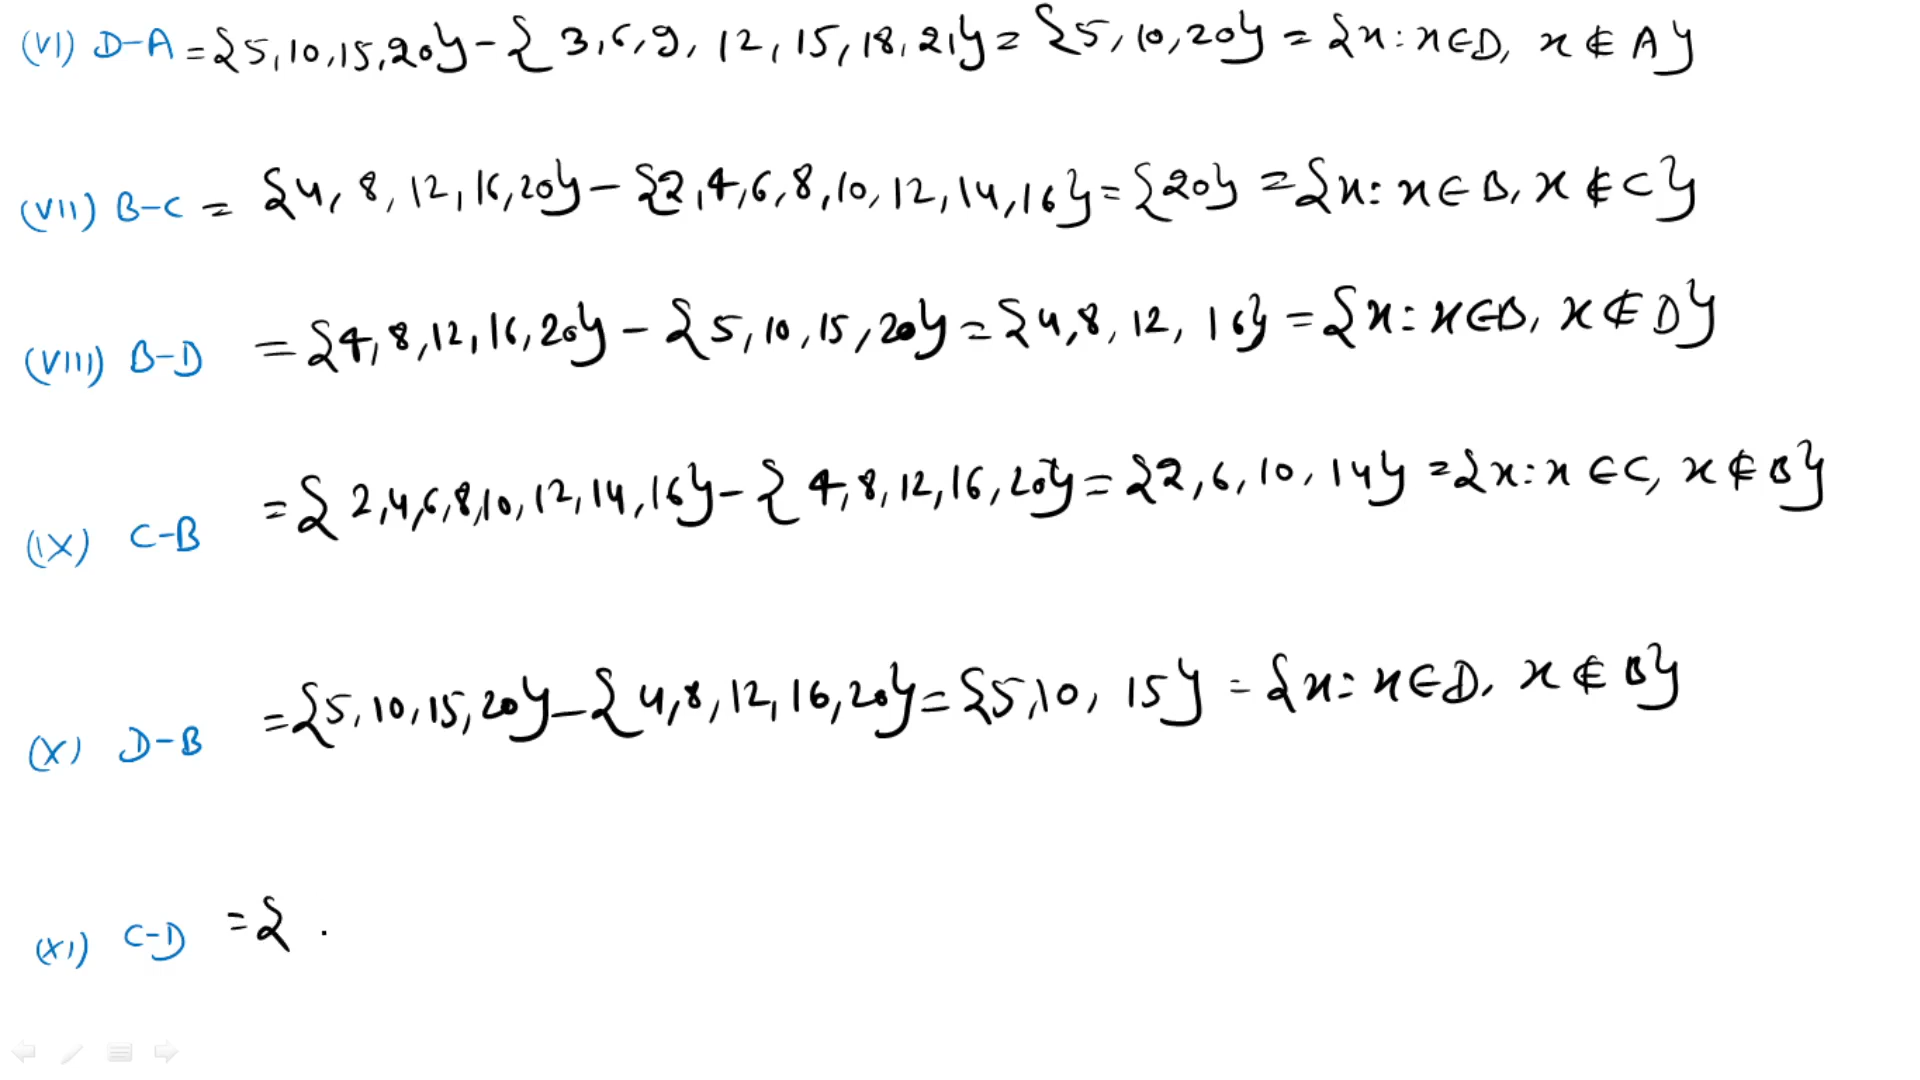 (VI) D-A = {5,10,15,20} - {3,6,9,12,15,18,21} = {5,10,20} = {x: x∈D, x∉A}
(VII) B-C = {4,8,12,16,20} - {2,4,6,8,10,12,14,16} = {20} = {x: x∈B, x∉C}
(VIII) B-D = {4,8,12,16,20} - {5,10,15,20} = {4,8,12,16} = {x: x∈B, x∉D}
(IX) C-B = {2,4,6,8,10,12,14,16} - {4,8,12,16,20} = {2,6,10,14} = {x: x∈C, x∉B}
(X) D-B = {5,10,15,20} - {4,8,12,16,20} = {5,10,15} = {x: x∈D, x∉B}
(XI) C-D = { .